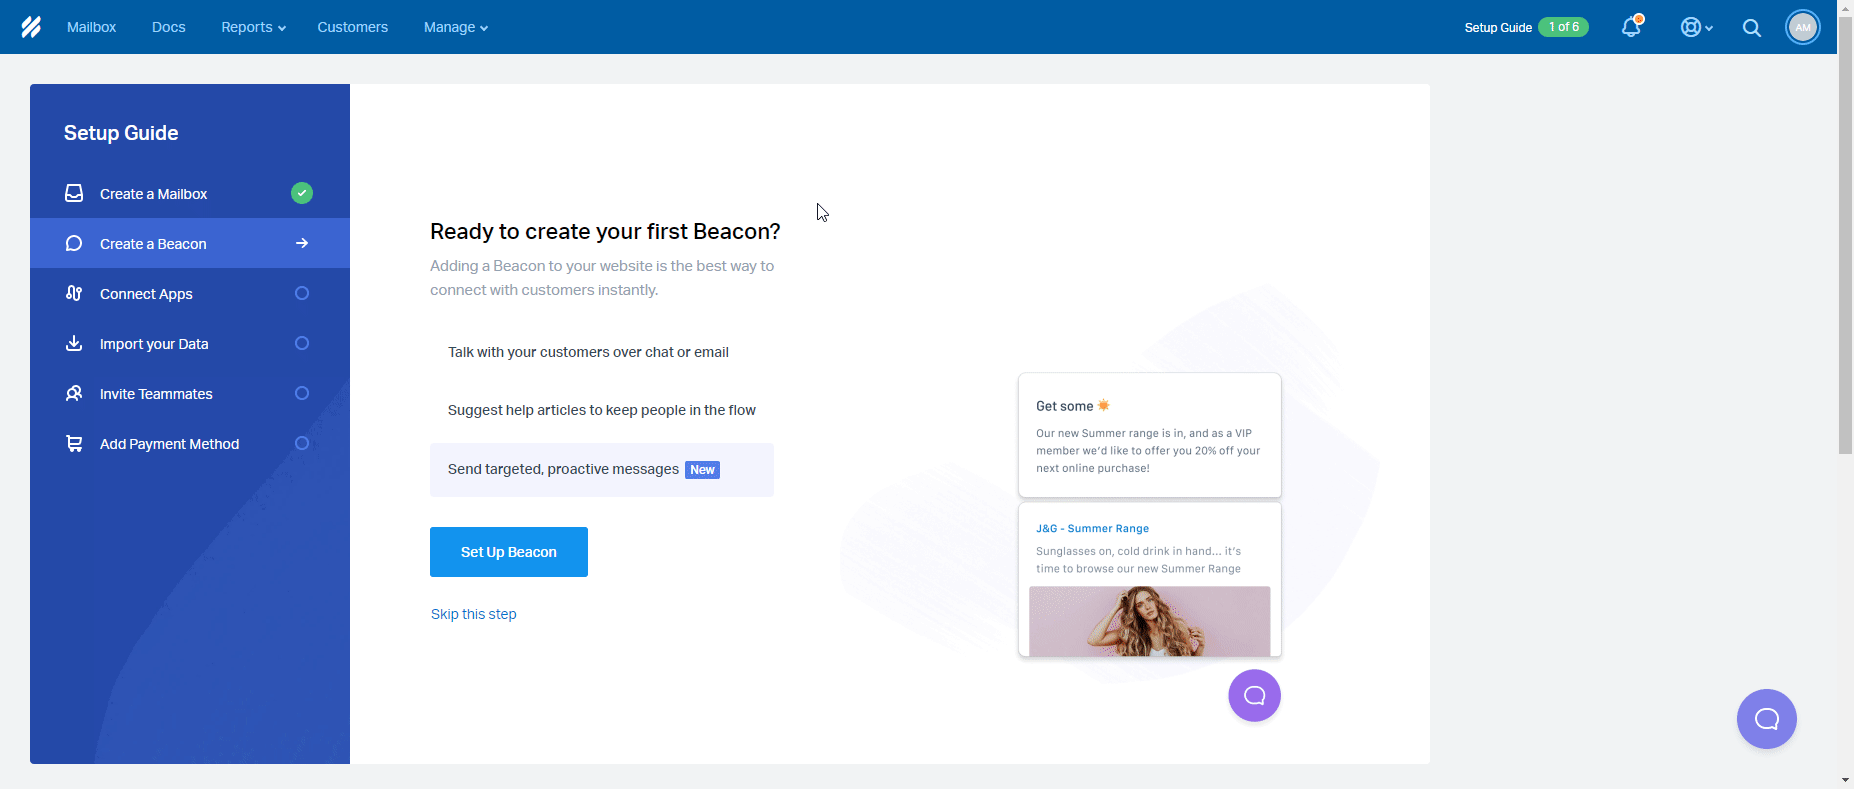 Mailbox
Docs
Reports
Customers
Manage
Setup Guide
1 of 6
AM
Setup Guide
Create a Mailbox
Create a Beacon
Connect Apps
Import your Data
Invite Teammates
Add Payment Method
Ready to create your first Beacon?
Adding a Beacon to your website is the best way to
connect with customers instantly.
Talk with your customers over chat or email
Suggest help articles to keep people in the flow
Send targeted, proactive messages New
Set Up Beacon
Skip this step
Get some
Our new Summer range is in, and as a VIP
member we'd like to offer you 20% off your
next online purchase!
J&G - Summer Range
Sunglasses on, cold drink in hand... it's
time to browse our new Summer Range